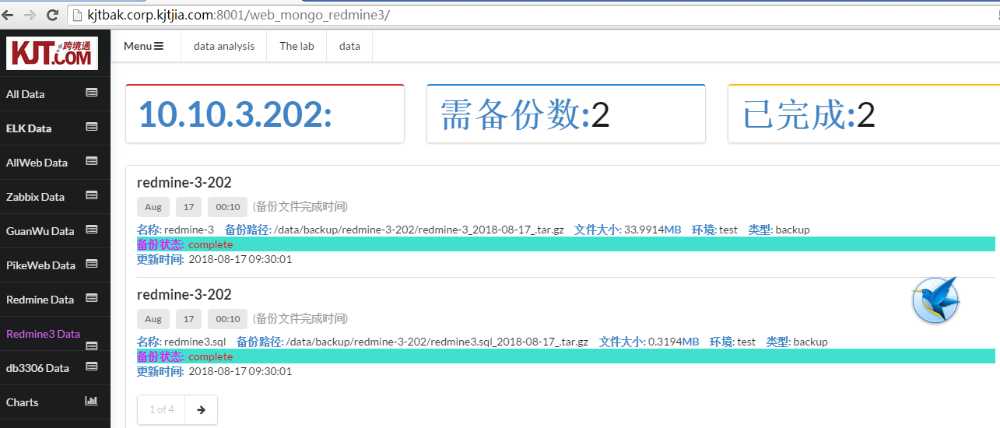 kjtbak.corp.kjtjia.com:8001/web_mongo_redmine3/
KJT.COM 跨境通
Menu data analysis The lab data
All Data
ELK Data
AllWeb Data
Zabbix Data
GuanWu Data
PikeWeb Data
Redmine Data
Redmine3 Data
db3306 Data
Charts
10.10.3.202: 需备份数:2 已完成:2
redmine-3-202
Aug 17 00:10 (备份文件完成时间)
名称: redmine-3 备份路径: /data/backup/redmine-3-202/redmine-3_2018-08-17_.tar.gz 文件大小: 33.9914MB 环境: test 类型: backup
备份状态: complete
更新时间: 2018-08-17 09:30:01
redmine-3-202
Aug 17 00:10 (备份文件完成时间)
名称: redmine3.sql 备份路径: /data/backup/redmine-3-202/redmine3.sql_2018-08-17_.tar.gz 文件大小: 0.3194MB 环境: test 类型: backup
备份状态: complete
更新时间: 2018-08-17 09:30:01
1 of 4